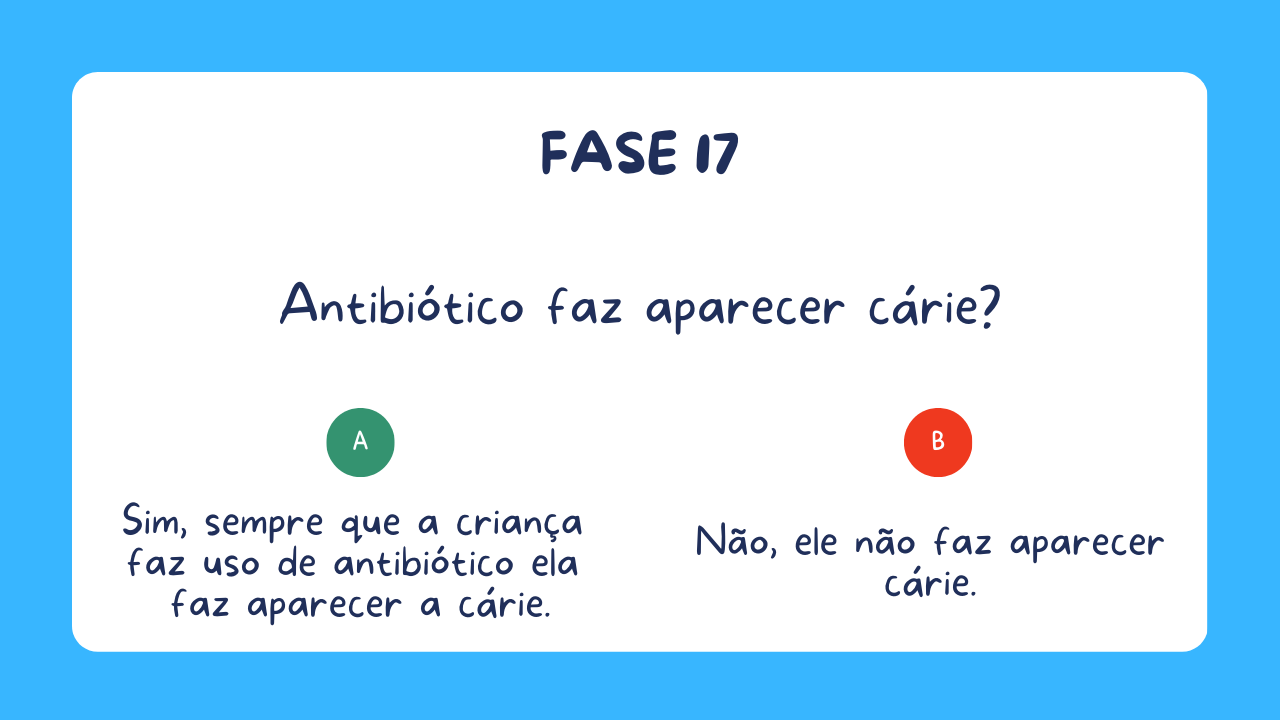 FASE 17
Antibiótico faz aparecer cárie?
A
Sim, sempre que a criança
faz uso de antibiótico ela
faz aparecer a cárie.
B
Não, ele não faz aparecer
cárie.